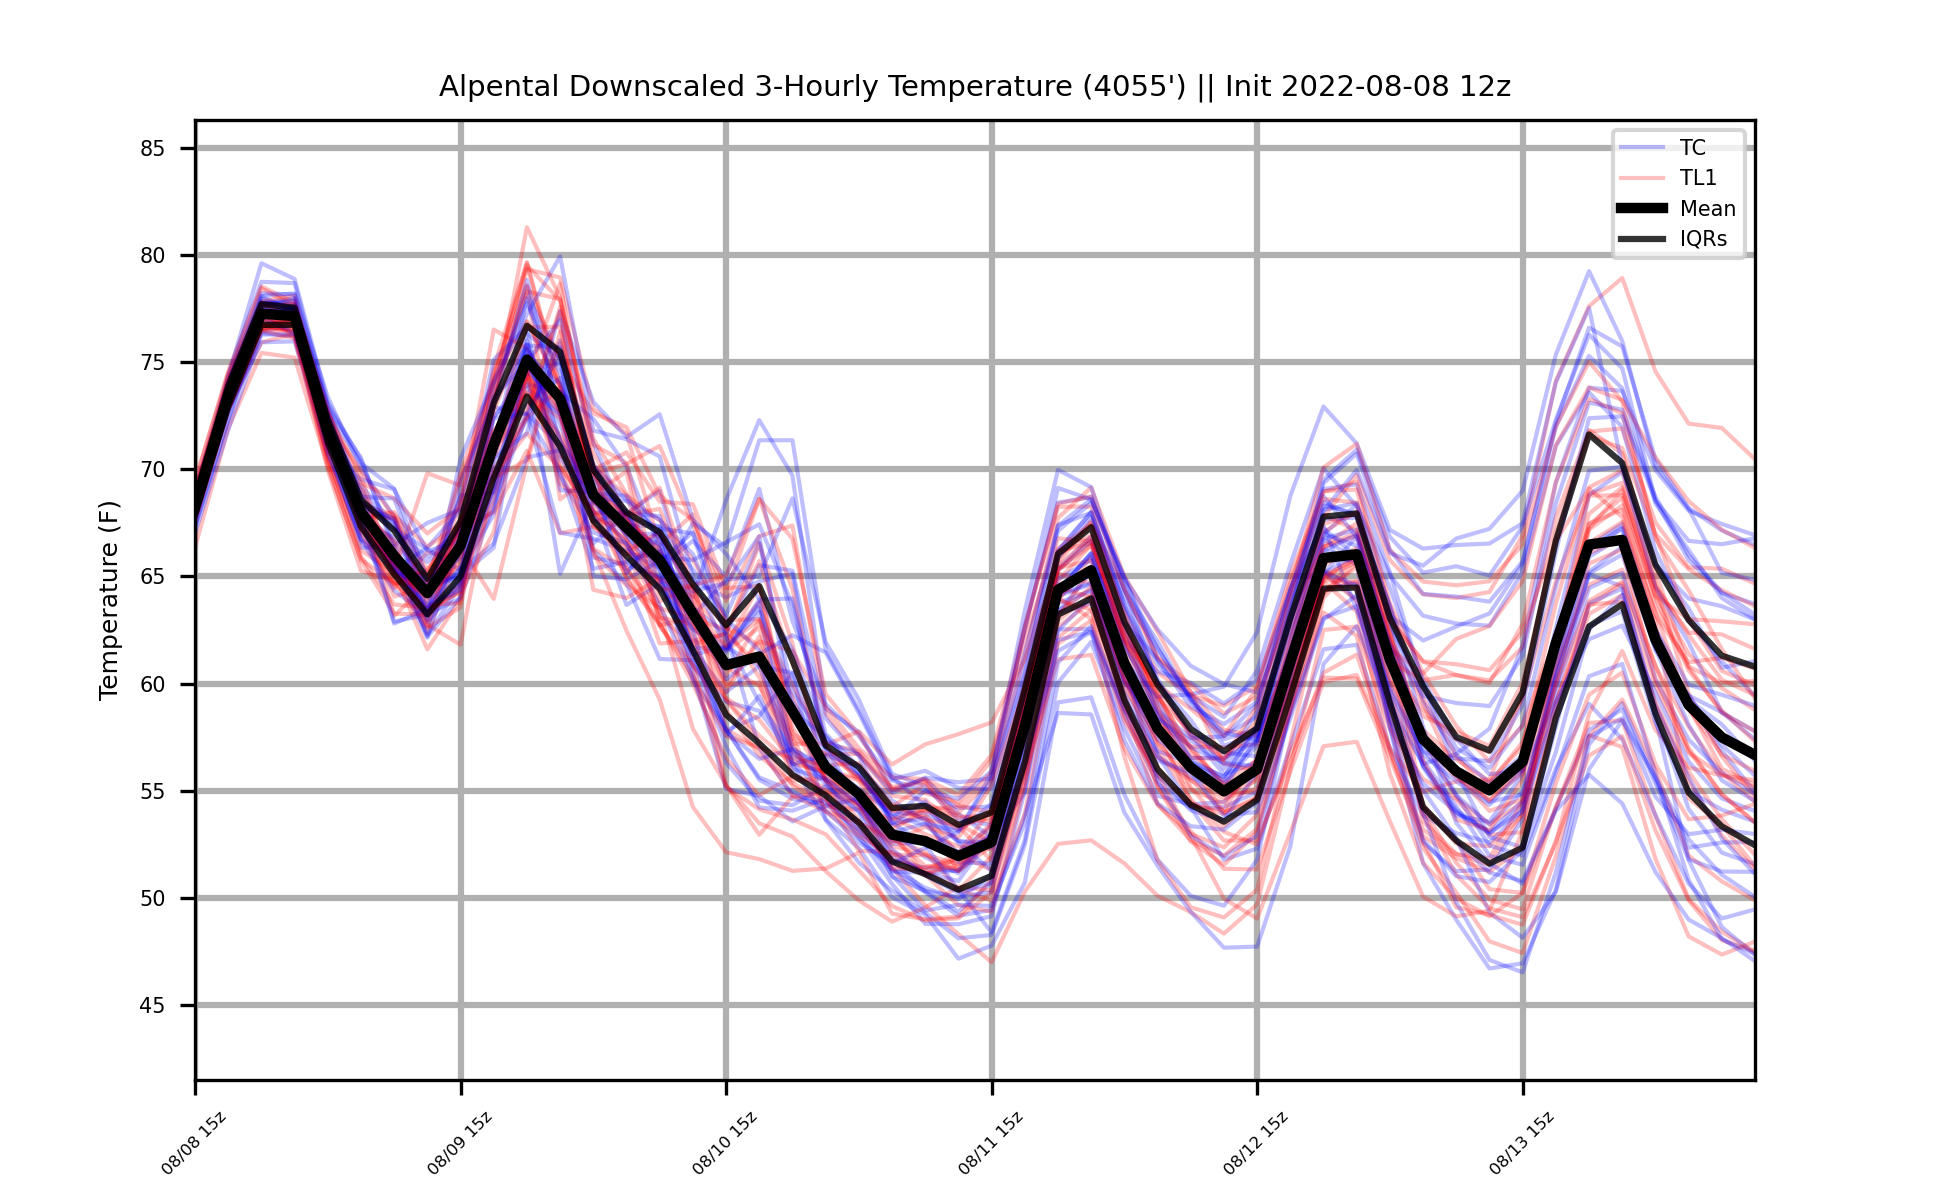 Alpental Downscaled 3-Hourly Temperature (4055') || Init 2022-08-08 12z
TC
TL1
Mean
IQRs
Temperature (F)
85
80
75
70
65
60
55
50
45
08/08 15z
08/09 15z
08/10 15z
08/11 15z
08/12 15z
08/13 15z